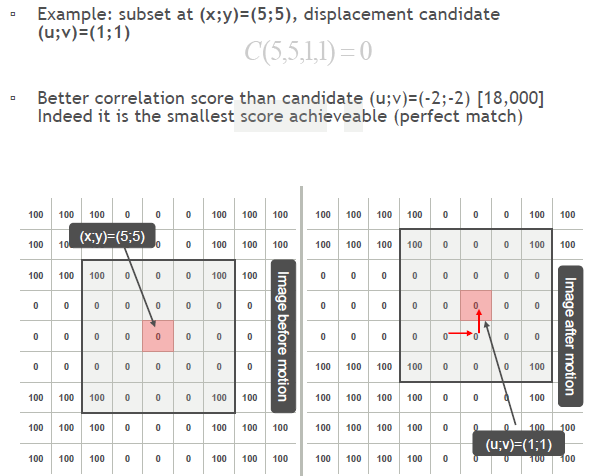 ▫ Example: subset at (x;y)=(5;5), displacement candidate
(u;v)=(1;1)
C(5,5,1,1) = 0
▫ Better correlation score than candidate (u;v)=(-2;-2) [18,000]
Indeed it is the smallest score achieveable (perfect match)
100 100 100 0 0 0 100 100 100
100 0 100 100 100
(x;y)=(5;5)
100 100 100 0 0 0 100 100
0 0 0 0 0 0 0 0
0 0 0 0 0 0 0 0
0 0 0 0 0 0 0 0
100 100 100 0 0 0 100 100 100
100 100 100 0 0 0 100 100 100
100 100 100 0 0 0 100 100 100
Image before motion
100 100 100 100 0 0 0 100 100
100 100 100 100 0 0 0 100 100
0 0 0 0 0 0 0 0
0 0 0 0 0 0 0 0
0 0 0 0 0 0 0 0
100 100 100 100 0 0 0 100
100 100 100 100 0 0 0 100 100
100 100 100 100 0 0 100 100
(u;v)=(1;1)
100 100 100 100 0 0 0 100 100
Image after motion